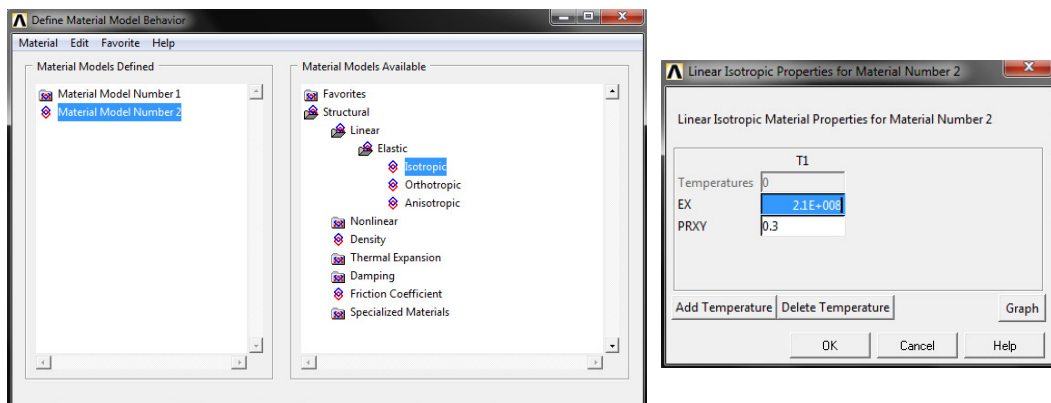 Define Material Model Behavior
Material Edit Favorite Help
Material Models Defined
Material Model Number 1
Material Model Number 2
Material Models Available
Favorites
Structural
Linear
Elastic
Isotropic
Orthotropic
Anisotropic
Nonlinear
Density
Thermal Expansion
Damping
Friction Coefficient
Specialized Materials
Linear Isotropic Properties for Material Number 2
Linear Isotropic Material Properties for Material Number 2
T1
Temperatures 0
EX 2.1E+008
PRXY 0.3
Add Temperature Delete Temperature Graph
OK Cancel Help